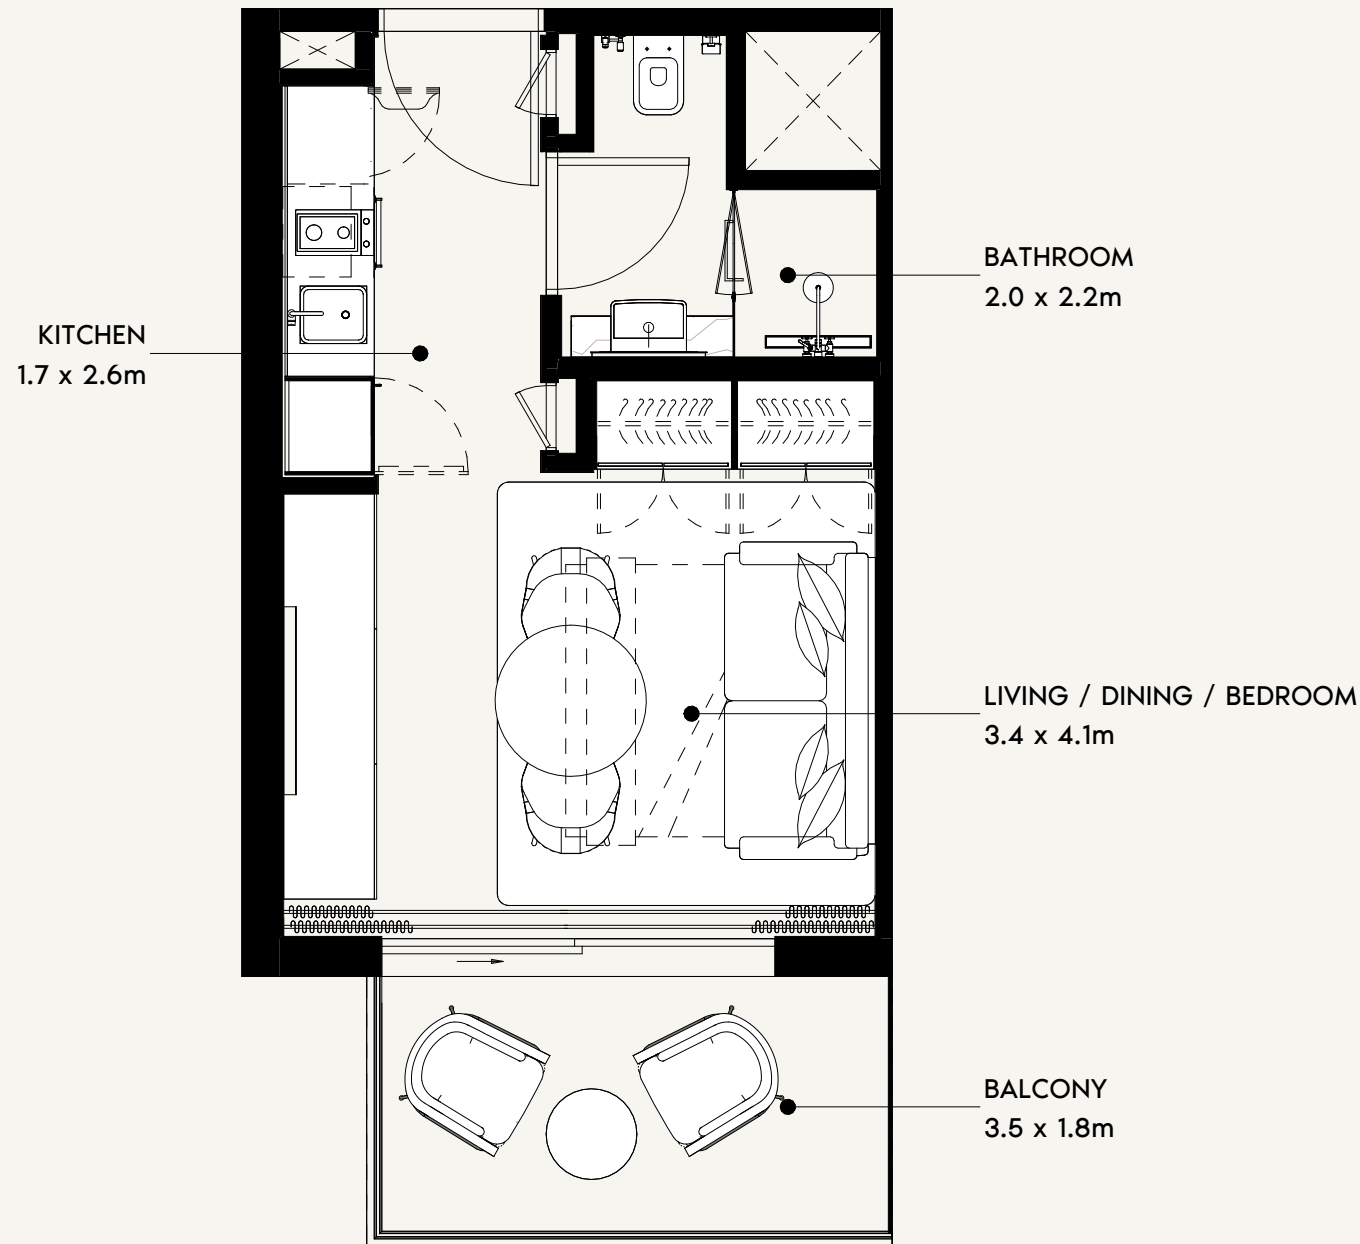 BATHROOM
2.0 x 2.2m
KITCHEN
1.7 x 2.6m
LIVING / DINING / BEDROOM
3.4 x 4.1m
BALCONY
3.5 x 1.8m